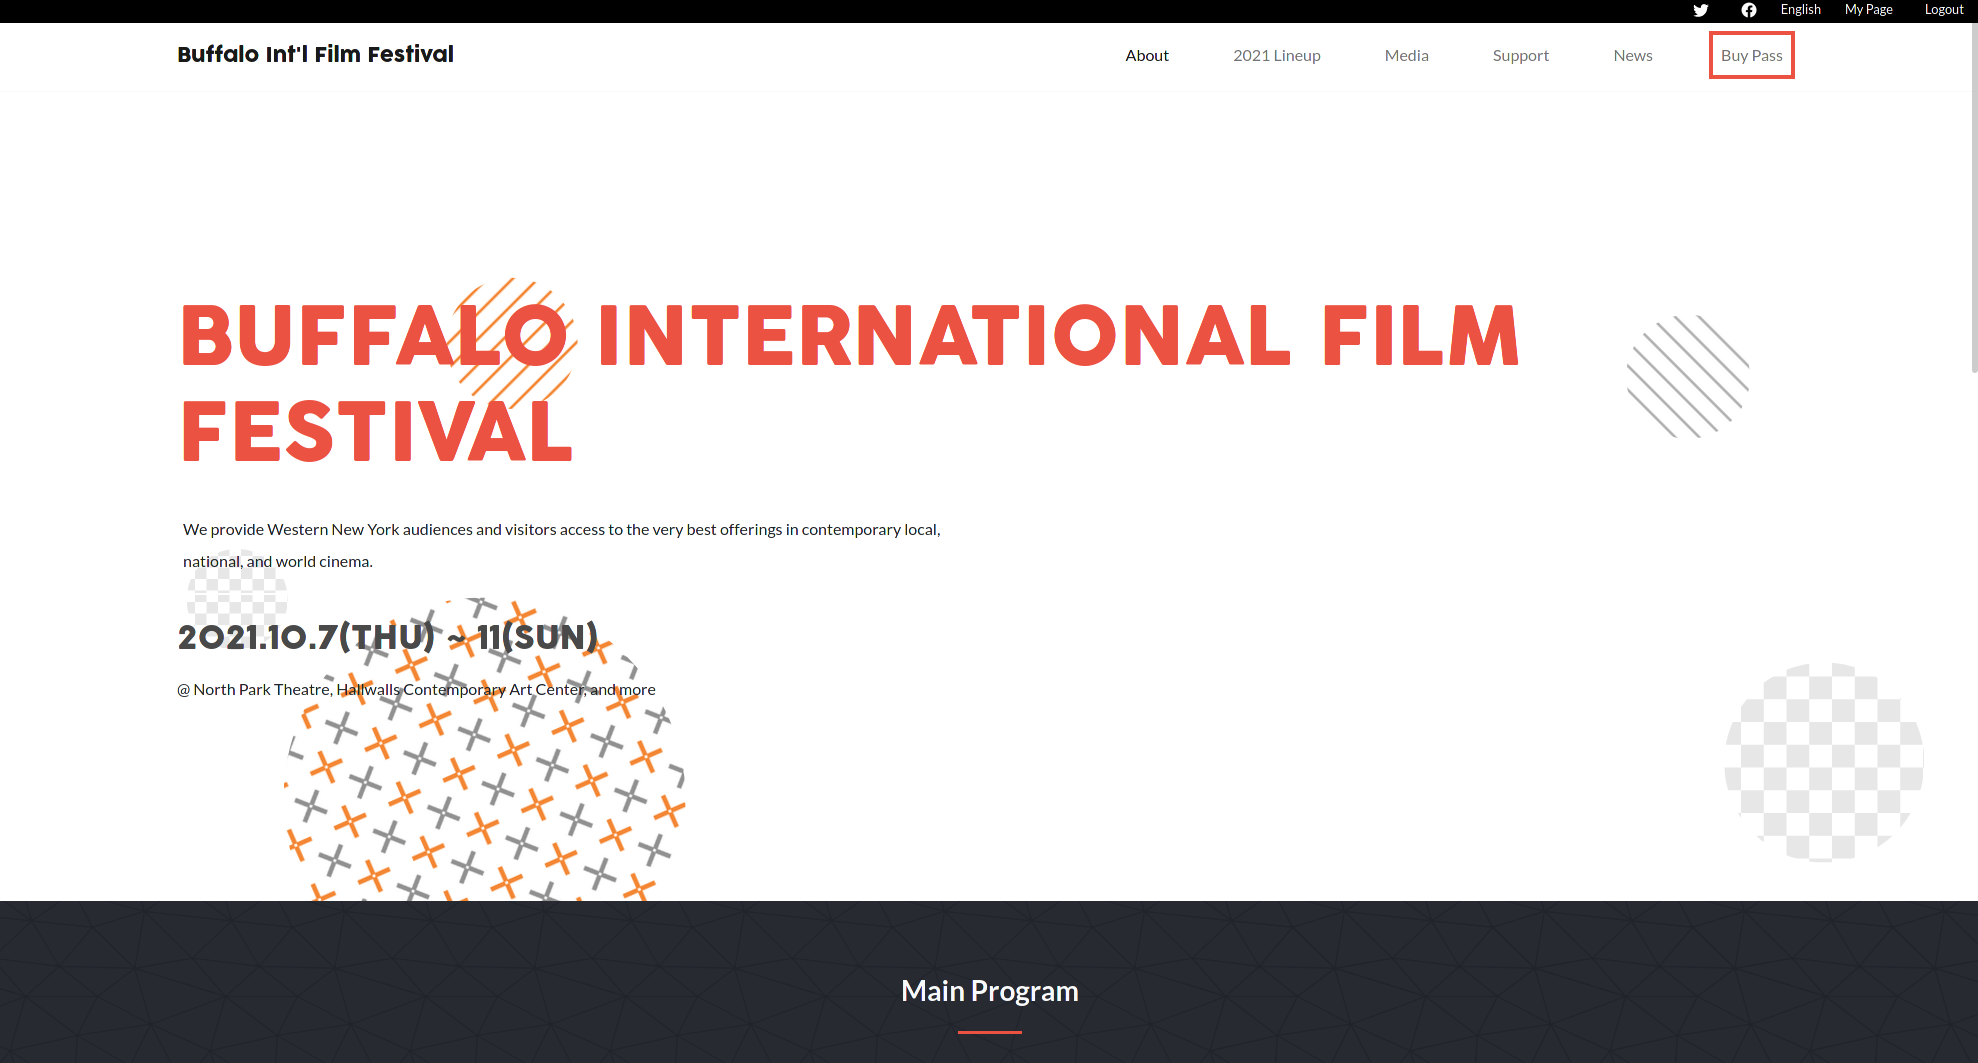 English My Page Logout
Buffalo Int'l Film Festival
About 2021 Lineup Media Support News Buy Pass
BUFFALO INTERNATIONAL FILM
FESTIVAL
We provide Western New York audiences and visitors access to the very best offerings in contemporary local,
national, and world cinema.
2021.10.7(THU) ~ 11(SUN)
@ North Park Theatre, Hallwalls Contemporary Art Center, and more
Main Program